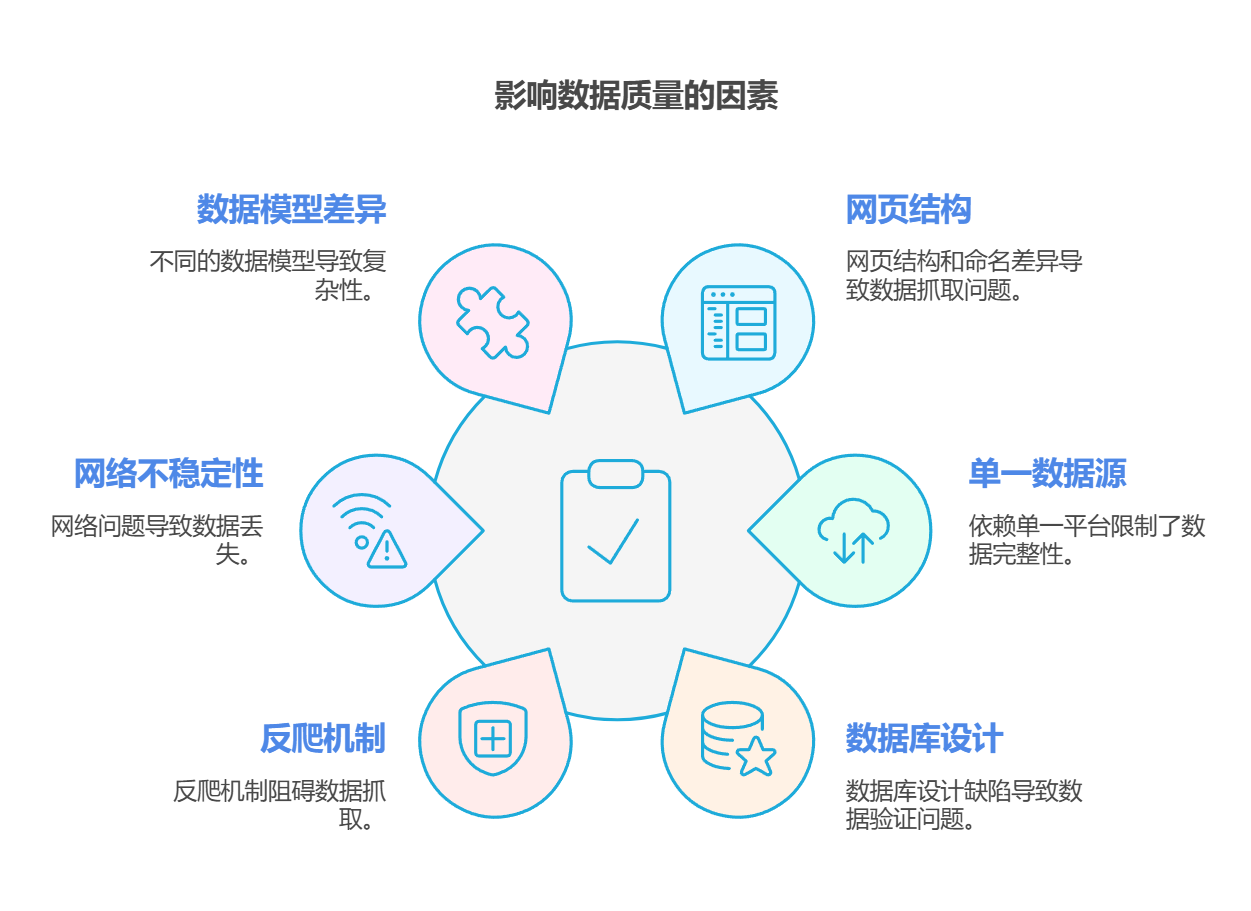 影响数据质量的因素
数据模型差异
不同的数据模型导致复
杂性。
网页结构
网页结构和命名差异导
致数据抓取问题。
网络不稳定性
网络问题导致数据丢
失。
单一数据源
依赖单一平台限制了数
据完整性。
反爬机制
反爬机制阻碍数据抓
取。
数据库设计
数据库设计缺陷导致数
据验证问题。